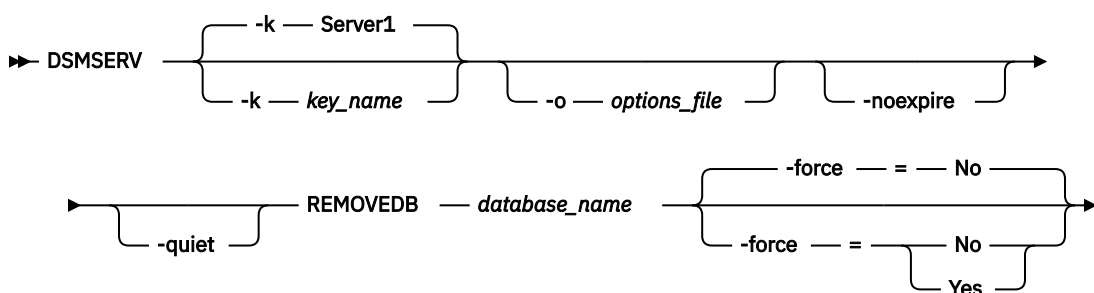 -k Server1
DSMSERV
-k key_name
-o options_file
-noexpire
-force = No
REMOVEDB database_name
-quiet
-force = No
Yes